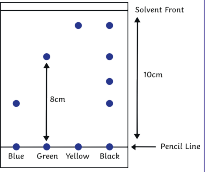 Solvent Front
10cm
8cm
Pencil Line
Blue Green Yellow Black